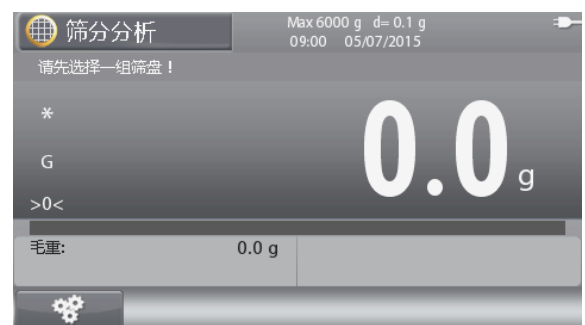 筛分分析
Max 6000 g d= 0.1 g
09:00 05/07/2015
请先选择一组筛盘！
*
G
>0<
0.0 g
毛重: 0.0 g